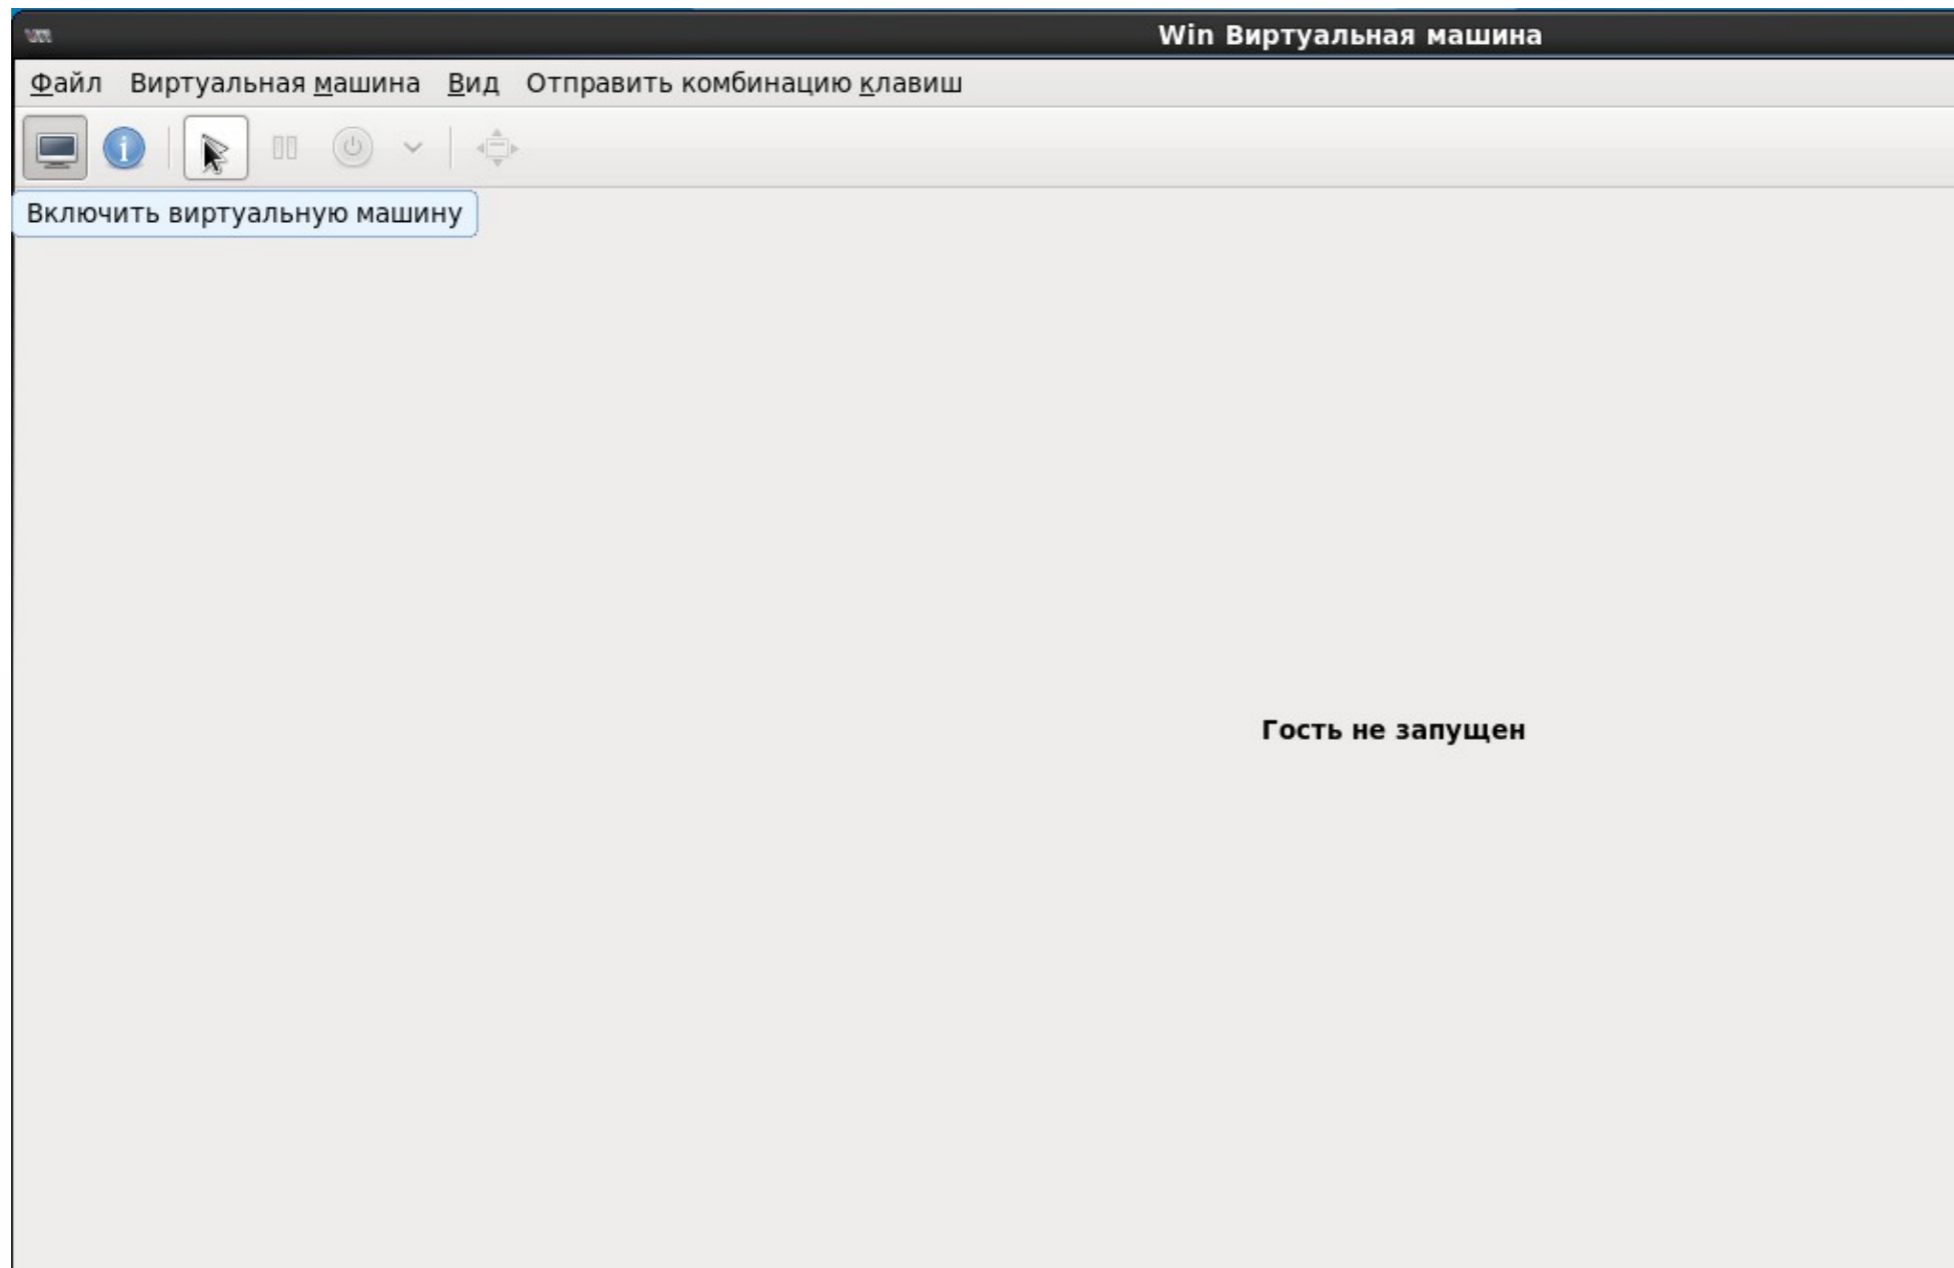 Win Виртуальная машина
Файл Виртуальная машина Вид Отправить комбинацию клавиш
Включить виртуальную машину
Гость не запущен